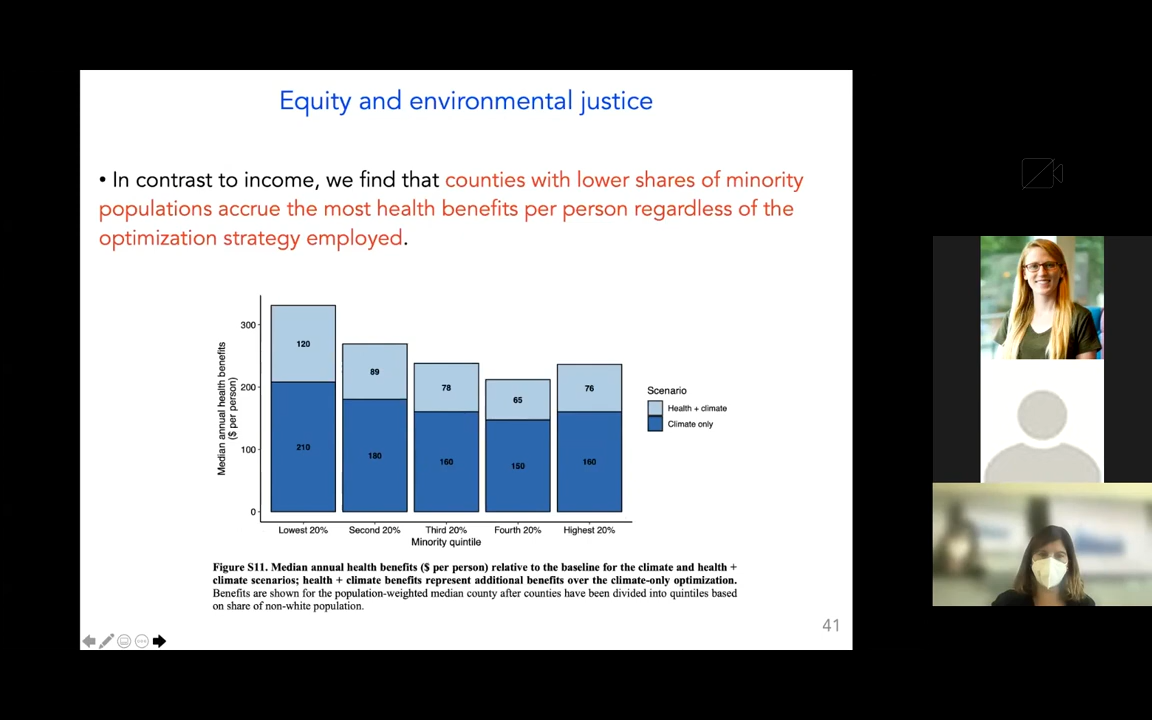 Equity and environmental justice
• In contrast to income, we find that counties with lower shares of minority
populations accrue the most health benefits per person regardless of the
optimization strategy employed.
Median annual health benefits
($ per person)
300
200
100
0
120
89
78
65
76
210
180
160
150
160
Lowest 20%
Second 20%
Third 20%
Fourth 20%
Highest 20%
Minority quintile
Scenario
Health + climate
Climate only
Figure S11. Median annual health benefits ($ per person) relative to the baseline for the climate and health +
climate scenarios; health + climate benefits represent additional benefits over the climate-only optimization.
Benefits are shown for the population-weighted median county after counties have been divided into quintiles based
on share of non-white population.
41